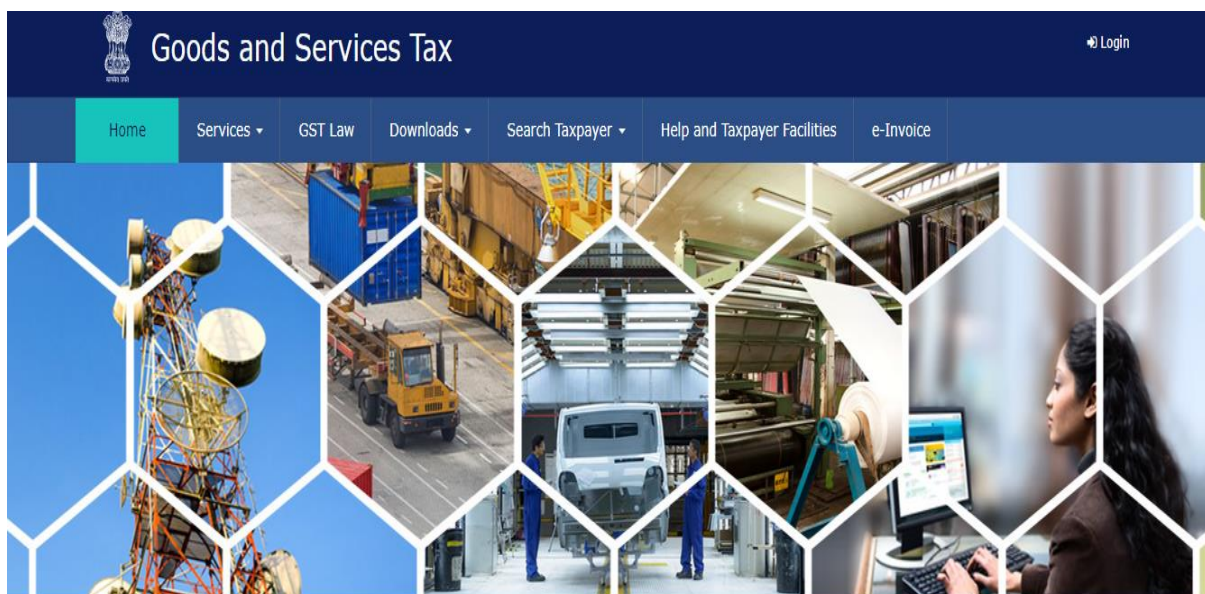 Goods and Services Tax
Login
Home Services GST Law Downloads Search Taxpayer Help and Taxpayer Facilities e-Invoice